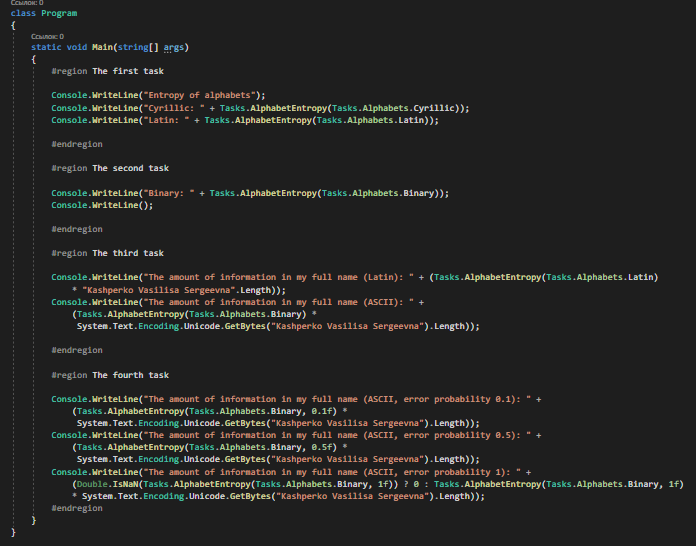 Ссылок: 0
class Program
{
Ссылок: 0
static void Main(string[] args)
{
#region The first task
Console.WriteLine("Entropy of alphabets");
Console.WriteLine("Cyrillic: " + Tasks.AlphabetEntropy(Tasks.Alphabets.Cyrillic));
Console.WriteLine("Latin: " + Tasks.AlphabetEntropy(Tasks.Alphabets.Latin));
#endregion
#region The second task
Console.WriteLine("Binary: " + Tasks.AlphabetEntropy(Tasks.Alphabets.Binary));
Console.WriteLine();
#endregion
#region The third task
Console.WriteLine("The amount of information in my full name (Latin): " + (Tasks.AlphabetEntropy(Tasks.Alphabets.Latin)
* "Kashperko Vasilisa Sergeevna".Length));
Console.WriteLine("The amount of information in my full name (ASCII): " +
(Tasks.AlphabetEntropy(Tasks.Alphabets.Binary) *
System.Text.Encoding.Unicode.GetBytes("Kashperko Vasilisa Sergeevna").Length));
#endregion
#region The fourth task
Console.WriteLine("The amount of information in my full name (ASCII, error probability 0.1): " +
(Tasks.AlphabetEntropy(Tasks.Alphabets.Binary, 0.1f) *
System.Text.Encoding.Unicode.GetBytes("Kashperko Vasilisa Sergeevna").Length));
Console.WriteLine("The amount of information in my full name (ASCII, error probability 0.5): " +
(Tasks.AlphabetEntropy(Tasks.Alphabets.Binary, 0.5f) *
System.Text.Encoding.Unicode.GetBytes("Kashperko Vasilisa Sergeevna").Length));
Console.WriteLine("The amount of information in my full name (ASCII, error probability 1): " +
(Double.IsNaN(Tasks.AlphabetEntropy(Tasks.Alphabets.Binary, 1f)) ? 0 : Tasks.AlphabetEntropy(Tasks.Alphabets.Binary, 1f)
* System.Text.Encoding.Unicode.GetBytes("Kashperko Vasilisa Sergeevna").Length));
#endregion
}
}